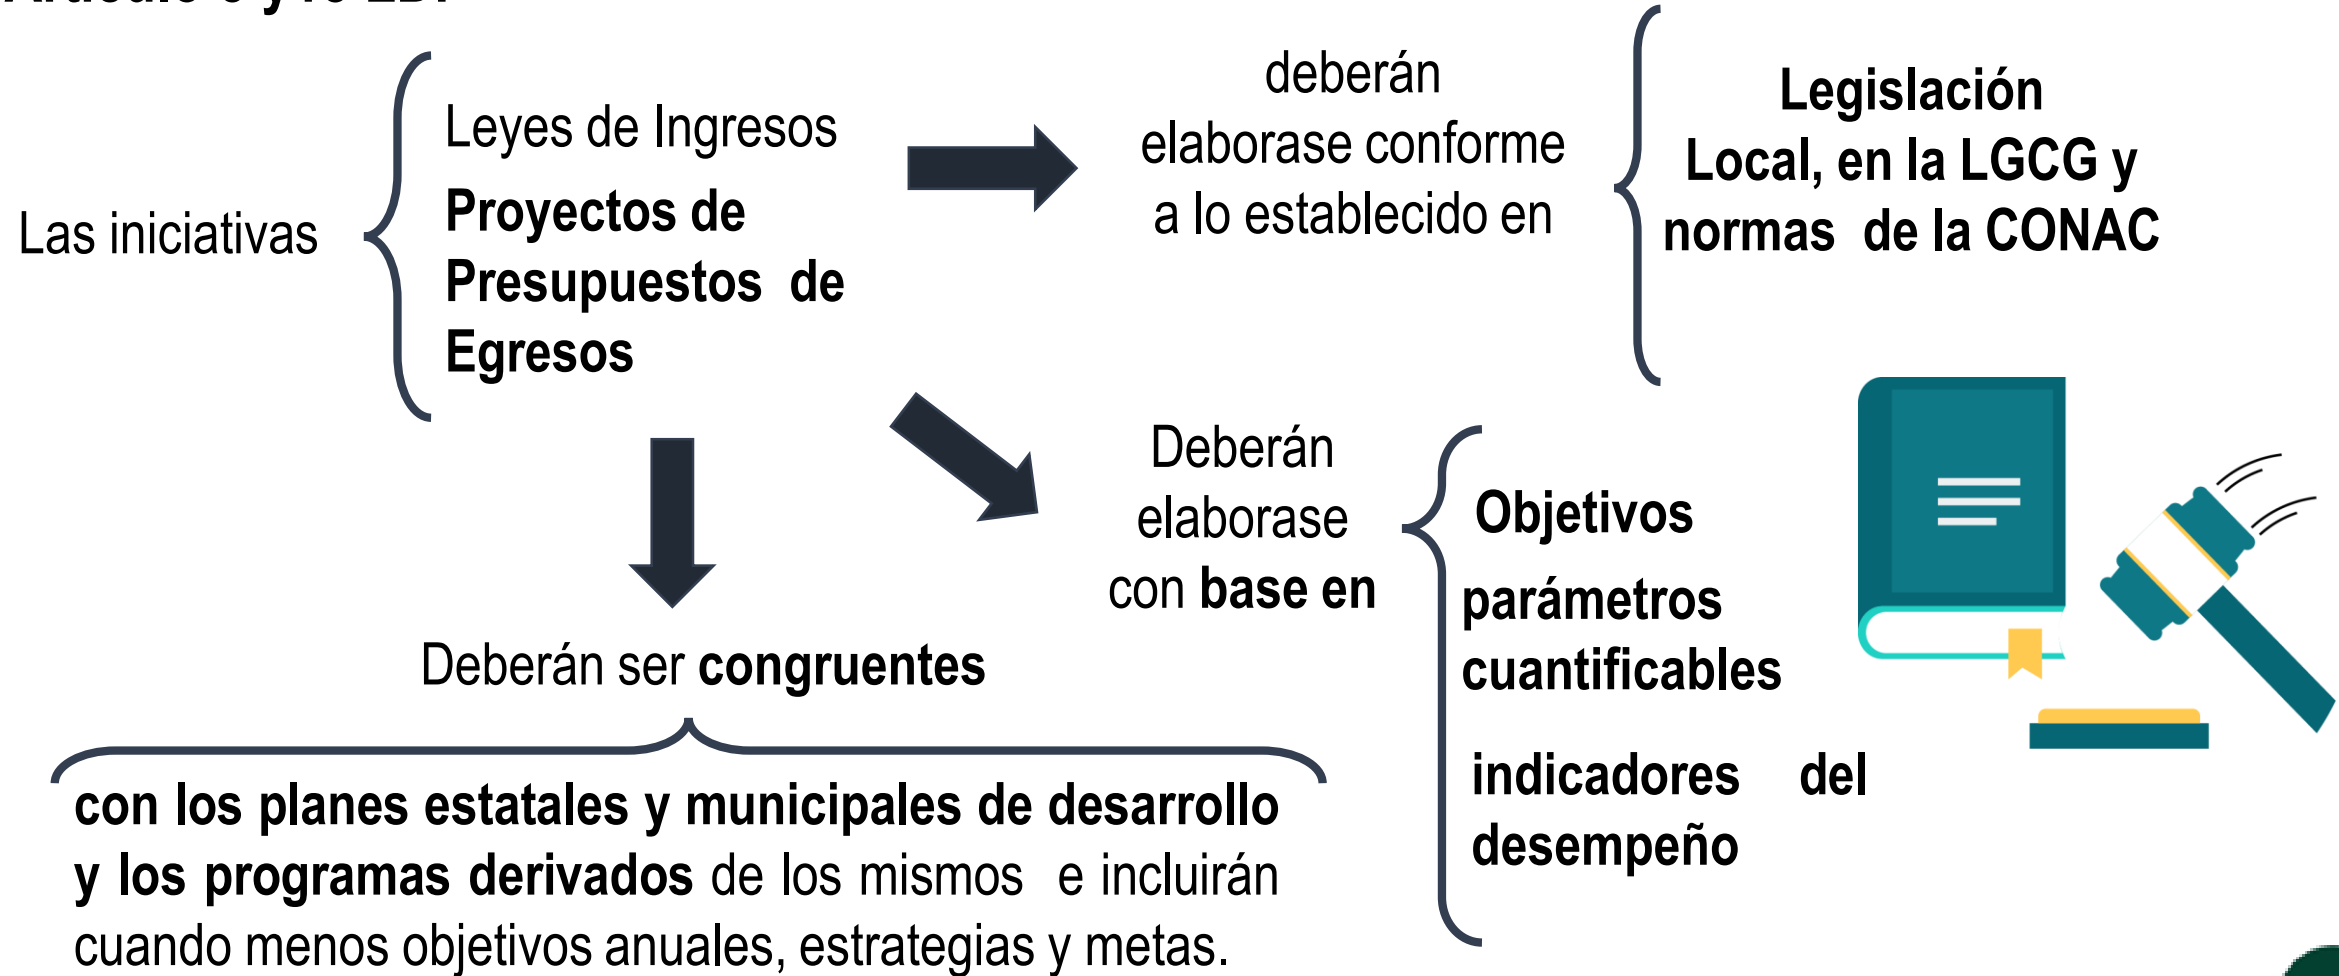 Las iniciativas
Leyes de Ingresos
Proyectos de
Presupuestos de
Egresos
deberán
elaborase conforme
a lo establecido en
Legislación
Local, en la LGCG y
normas de la CONAC
Deberán
elaborase
con base en
Objetivos
parámetros
cuantificables
indicadores del
desempeño
Deberán ser congruentes
con los planes estatales y municipales de desarrollo
y los programas derivados de los mismos e incluirán
cuando menos objetivos anuales, estrategias y metas.